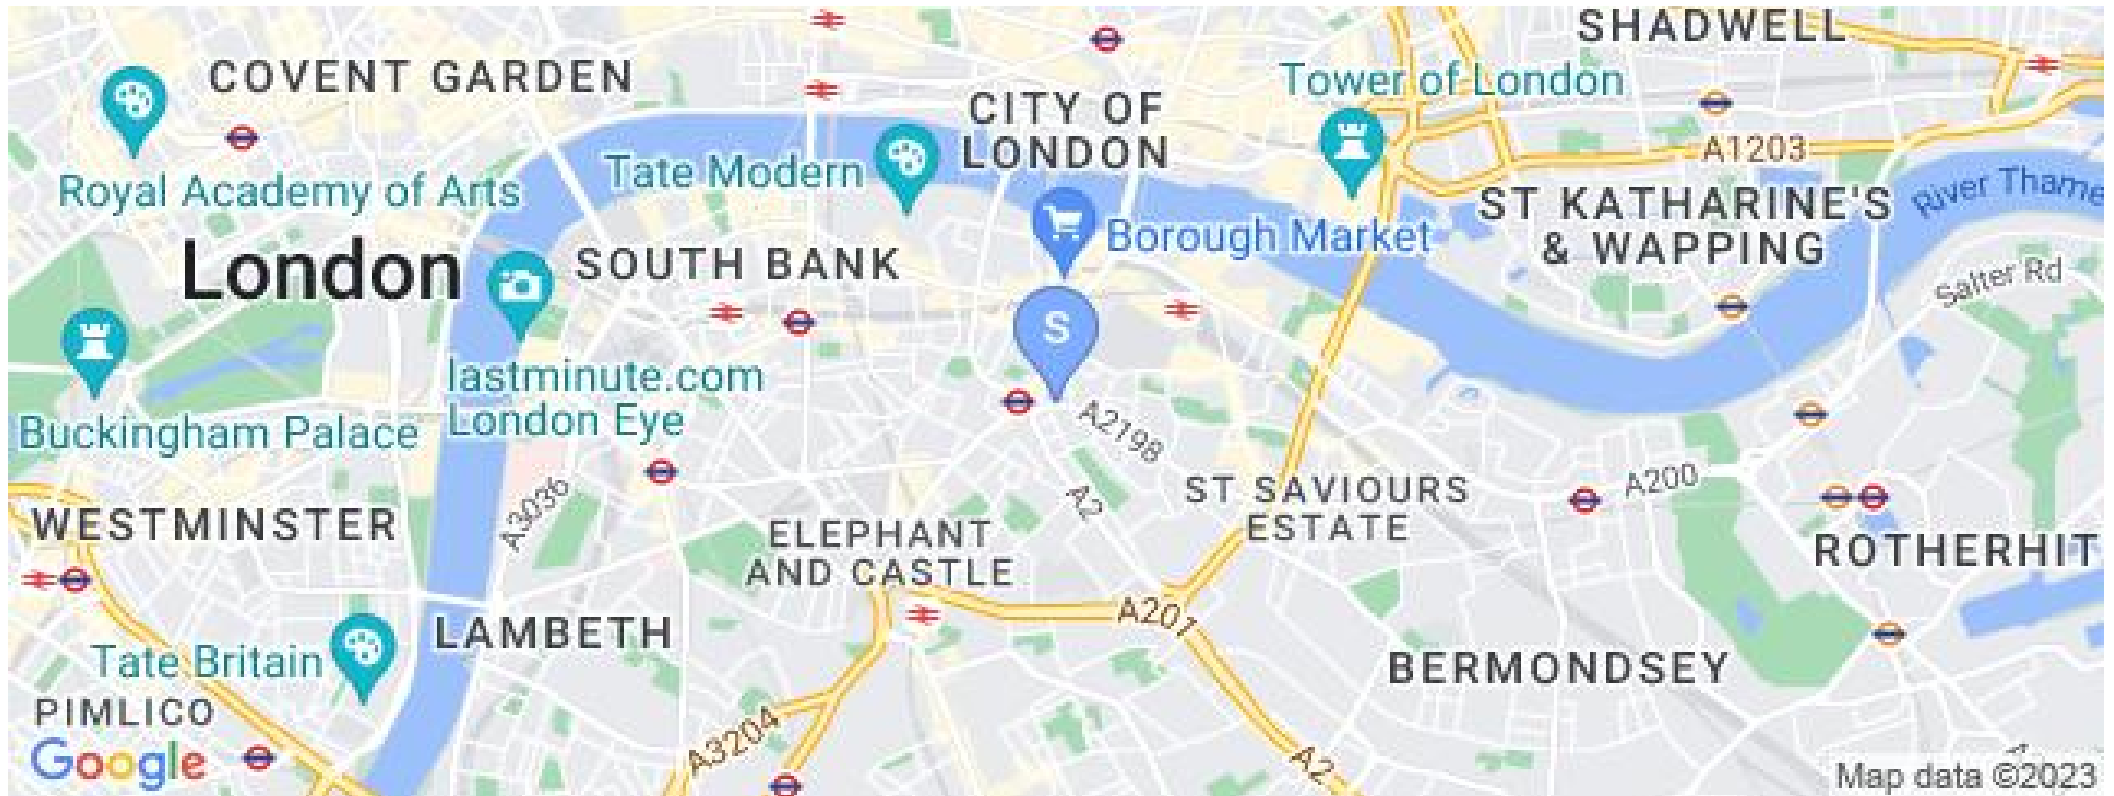 SHADWELL
COVENT GARDEN
Tower of London
CITY OF
LONDON
A1203
Tate Modern
Royal Academy of Arts
ST KATHARINE'S
& WAPPING
River Thame
Borough Market
London
SOUTH BANK
Salter Rd
S
lastminute.com
London Eye
Buckingham Palace
A2198
A200
ST SAVIOURS
ESTATE
A2
A3036
WESTMINSTER
ELEPHANT
AND CASTLE
ROTHERHIT
A201
LAMBETH
Tate Britain
BERMONDSEY
PIMLICO
A3204
A2
Google
Map data ©2023